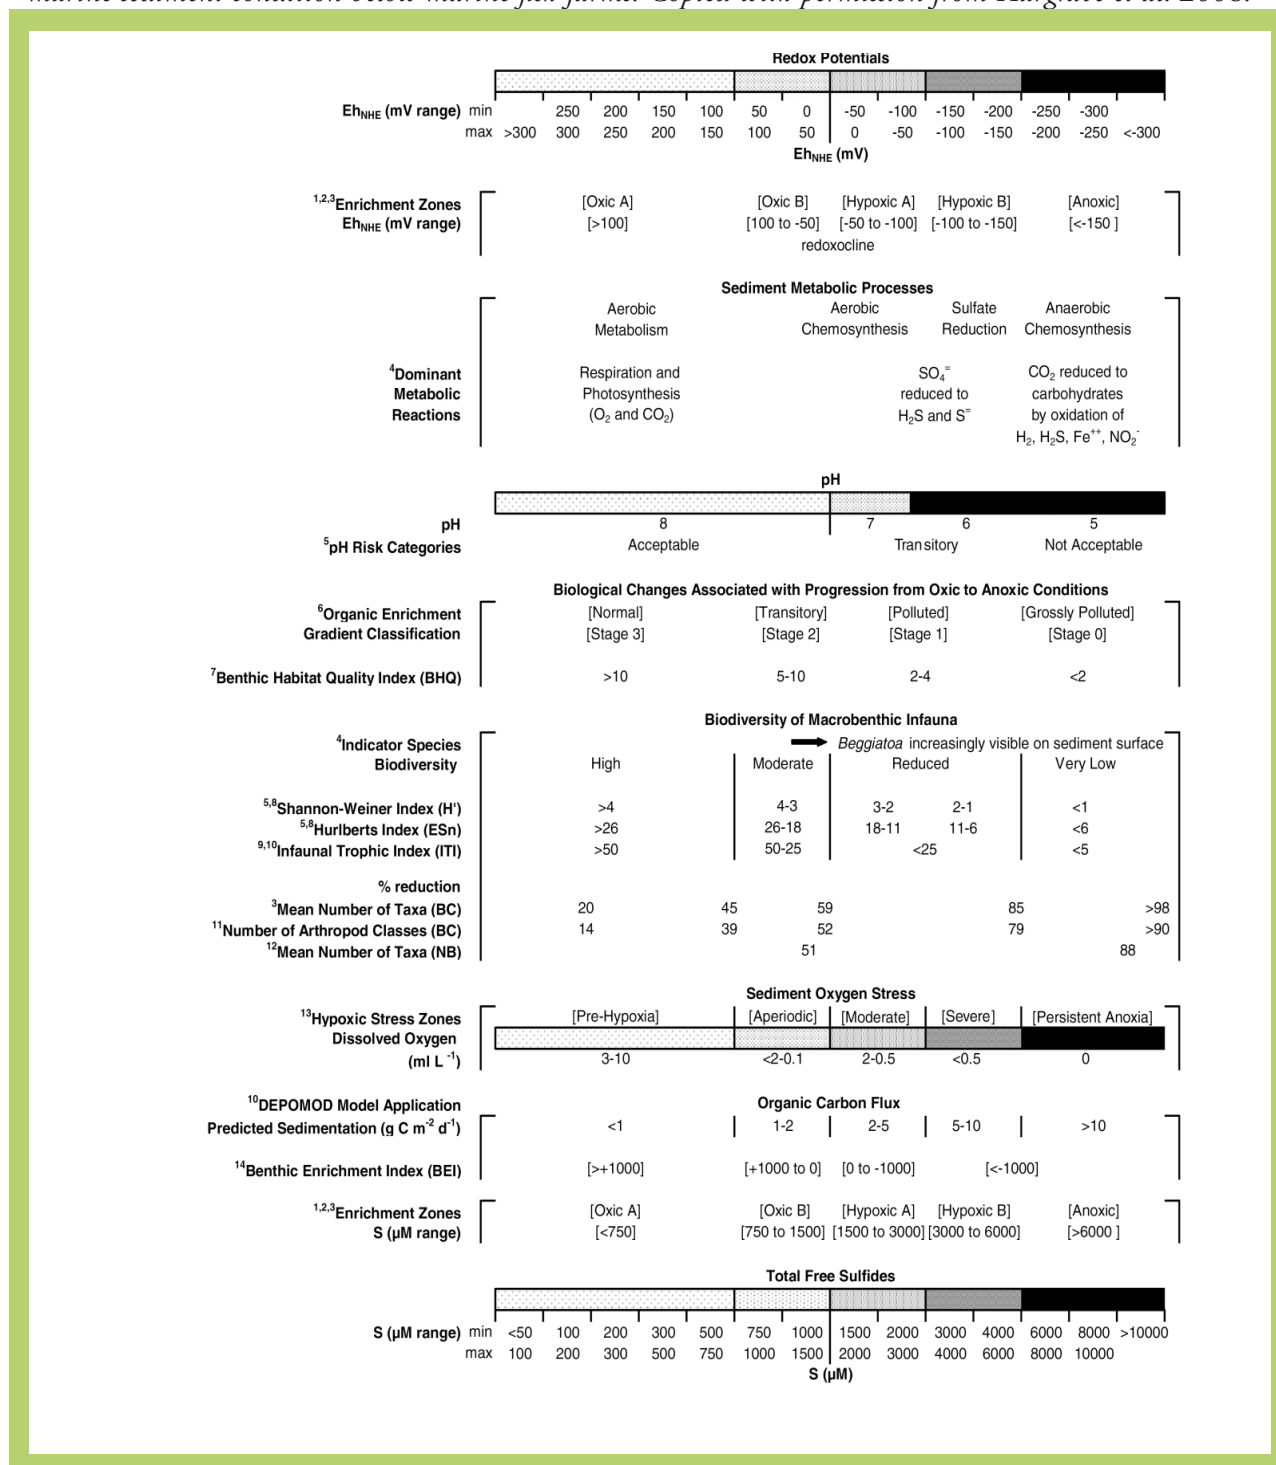 marine sediment condition below marine fish farms. Copied with permission from Hargrave et al. 2008.
Redox Potentials
EhNHE (mV range) min 250 200 150 100 50 0 -50 -100 -150 -200 -250 -300
max >300 300 250 200 150 100 50 0 -50 -100 -150 -200 -250 <-300
EhNHE (mV)
1,2,3Enrichment Zones [Oxic A] [Oxic B] [Hypoxic A] [Hypoxic B] [Anoxic]
EhNHE (mV range) [>100] [100 to -50] [-50 to -100] [-100 to -150] [<-150 ]
redoxocline
Sediment Metabolic Processes
Aerobic Aerobic Sulfate Anaerobic
Metabolism Chemosynthesis Reduction Chemosynthesis
4Dominant Respiration and SO4= CO2 reduced to
Metabolic Photosynthesis reduced to carbohydrates
Reactions (O2 and CO2) H2S and S= by oxidation of
H2, H2S, Fe++, NO2-
pH
pH 8 7 6 5
5pH Risk Categories Acceptable Transitory Not Acceptable
Biological Changes Associated with Progression from Oxic to Anoxic Conditions
6Organic Enrichment [Normal] [Transitory] [Polluted] [Grossly Polluted]
Gradient Classification [Stage 3] [Stage 2] [Stage 1] [Stage 0]
7Benthic Habitat Quality Index (BHQ) >10 5-10 2-4 <2
Biodiversity of Macrobenthic Infauna
4Indicator Species Beggiatoa increasingly visible on sediment surface
Biodiversity High Moderate Reduced Very Low
5,8Shannon-Weiner Index (H') >4 4-3 3-2 2-1 <1
5,8Hurlberts Index (ESn) >26 26-18 18-11 11-6 <6
9,10Infaunal Trophic Index (ITI) >50 50-25 <25 <5
% reduction
3Mean Number of Taxa (BC) 20 45 59 85 >98
11Number of Arthropod Classes (BC) 14 39 52 79 >90
12Mean Number of Taxa (NB) 51 88
Sediment Oxygen Stress
13Hypoxic Stress Zones [Pre-Hypoxia] [Aperiodic] [Moderate] [Severe] [Persistent Anoxia]
Dissolved Oxygen
(ml L -1) 3-10 <2-0.1 2-0.5 <0.5 0
10DEPOMOD Model Application Organic Carbon Flux
Predicted Sedimentation (g C m-2 d-1) <1 1-2 2-5 5-10 >10
14Benthic Enrichment Index (BEI) [>+1000] [+1000 to 0] [0 to -1000] [<-1000]
1,2,3Enrichment Zones [Oxic A] [Oxic B] [Hypoxic A] [Hypoxic B] [Anoxic]
S (µM range) [<750] [750 to 1500] [1500 to 3000] [3000 to 6000] [>6000 ]
Total Free Sulfides
S (µM range) min <50 100 200 300 500 750 1000 1500 2000 3000 4000 6000 8000 >10000
max 100 200 300 500 750 1000 1500 2000 3000 4000 6000 8000 10000
S (µM)